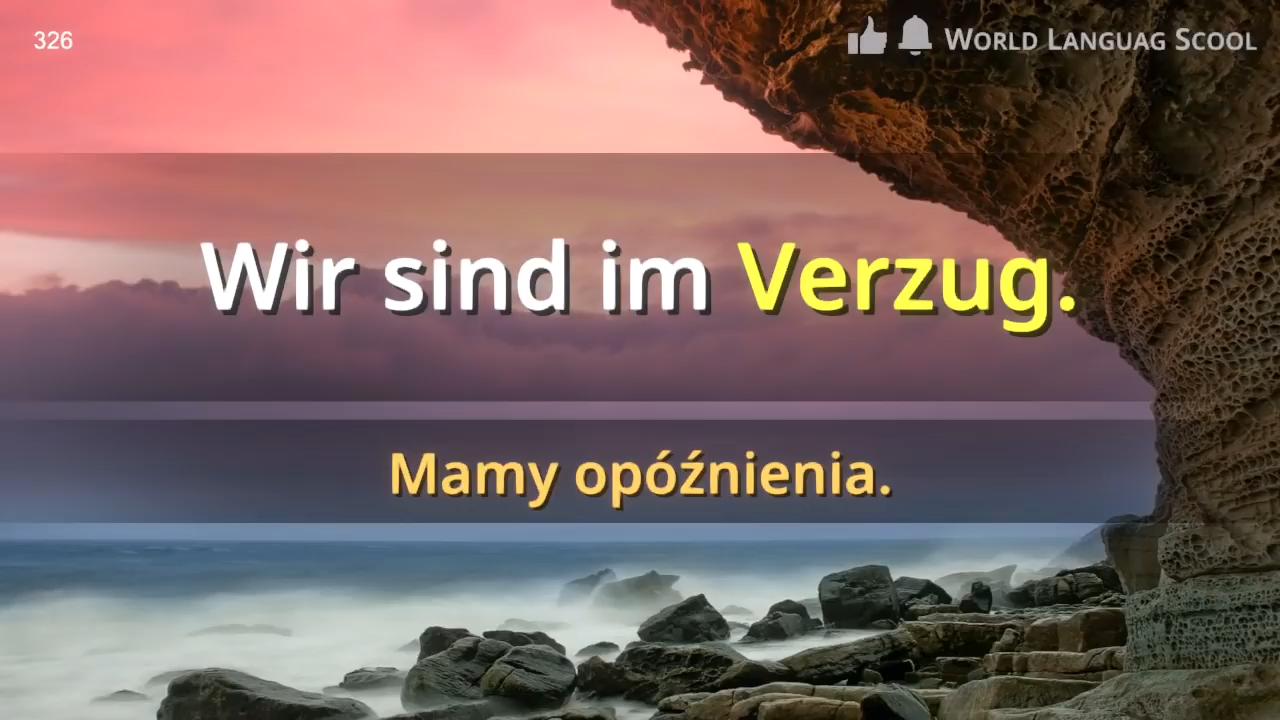 326
WORLD LANGUAG SCOOL
Wir sind im Verzug.
Mamy opóźnienia.